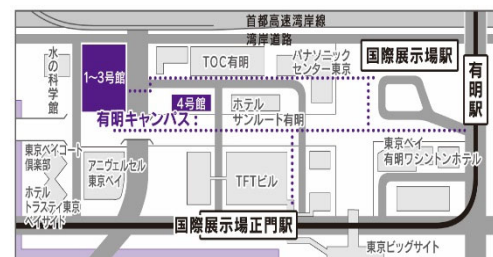 首都高速湾岸線
湾岸道路
水の科学館
1~3号館
TOC有明
パナソニック
センター東京
国際展示場駅
有明駅
4号館
有明キャンパス
ホテル
サンルート有明
東京ベイコート
倶楽部
ホテル
トラスティ東京
ベイサイド
アニヴェルセル
東京ベイ
TFTビル
東京ベイ
有明ワシントンホテル
国際展示場正門駅
東京ビッグサイト